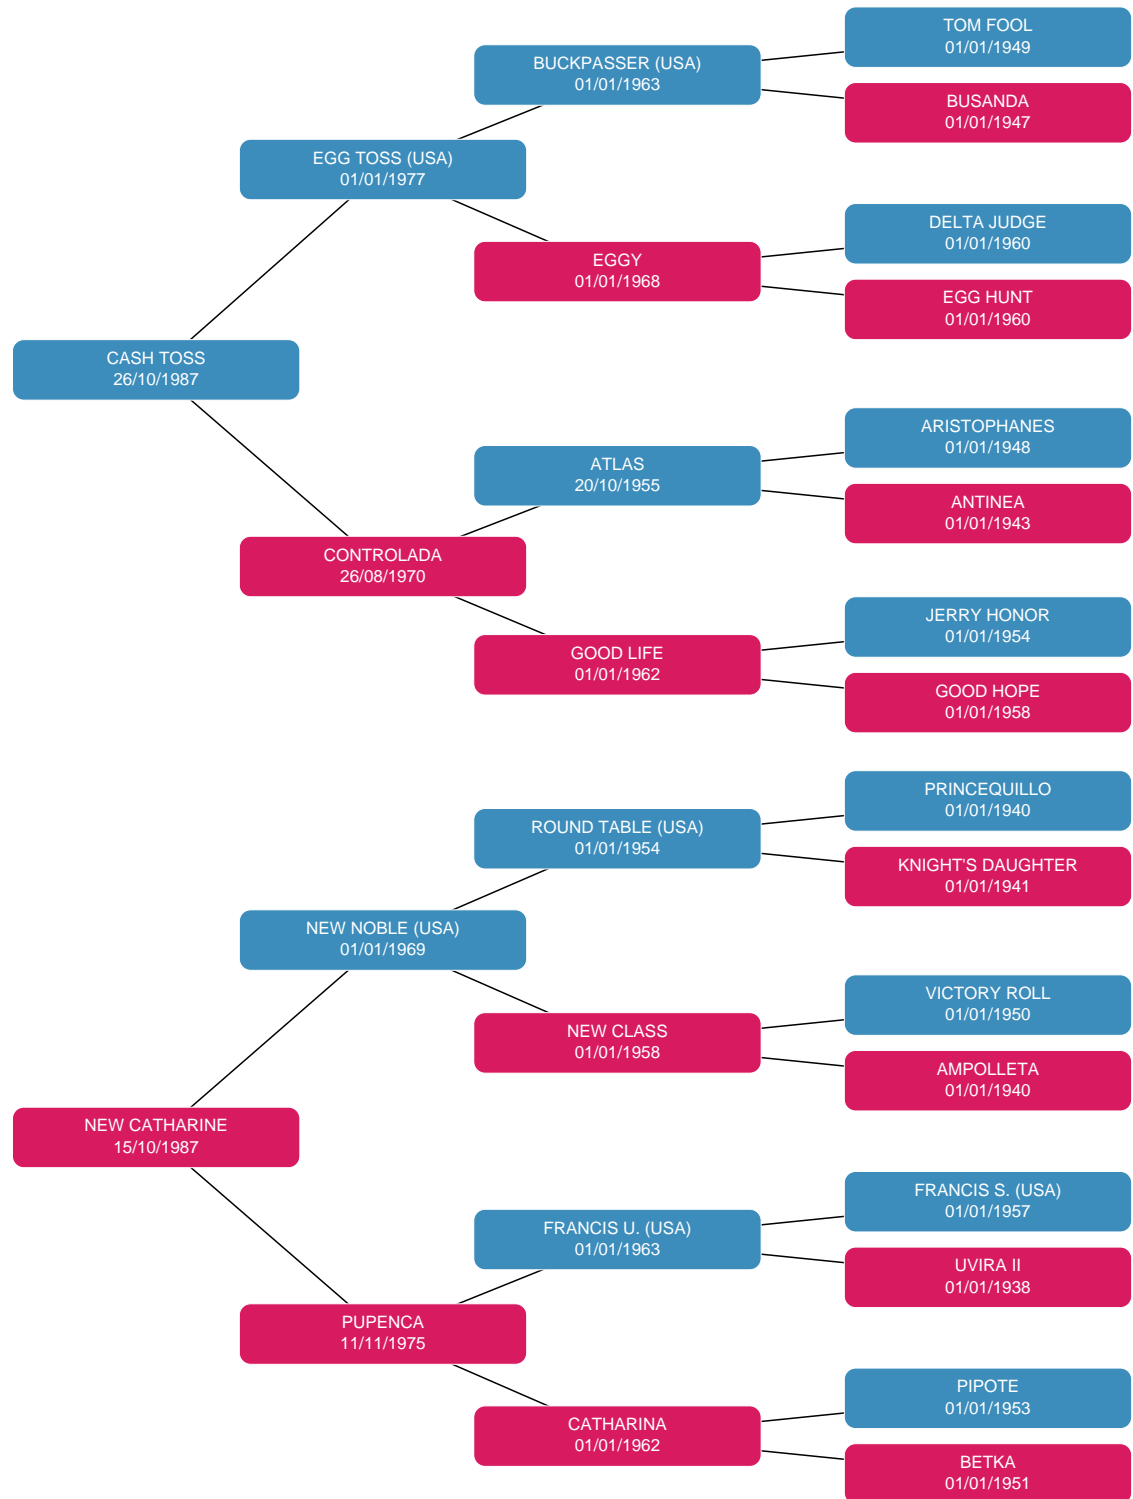 TOM FOOL
01/01/1949
BUCKPASSER (USA)
01/01/1963
BUSANDA
01/01/1947
EGG TOSS (USA)
01/01/1977
DELTA JUDGE
01/01/1960
EGGY
01/01/1968
EGG HUNT
01/01/1960
CASH TOSS
26/10/1987
ARISTOPHANES
01/01/1948
ATLAS
20/10/1955
ANTINEA
01/01/1943
CONTROLADA
26/08/1970
JERRY HONOR
01/01/1954
GOOD LIFE
01/01/1962
GOOD HOPE
01/01/1958
PRINCEQUILLO
01/01/1940
ROUND TABLE (USA)
01/01/1954
KNIGHT'S DAUGHTER
01/01/1941
NEW NOBLE (USA)
01/01/1969
VICTORY ROLL
01/01/1950
NEW CLASS
01/01/1958
AMPOLLETA
01/01/1940
NEW CATHARINE
15/10/1987
FRANCIS S. (USA)
01/01/1957
FRANCIS U. (USA)
01/01/1963
UVIRA II
01/01/1938
PUPENCA
11/11/1975
PIPOTE
01/01/1953
CATHARINA
01/01/1962
BETKA
01/01/1951